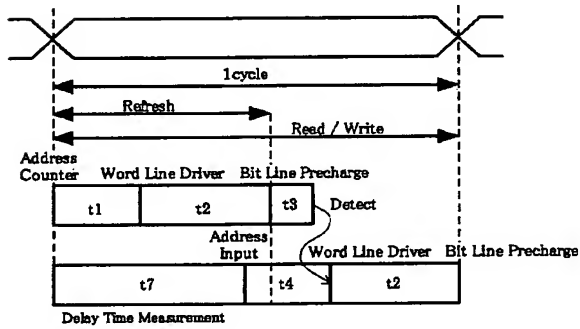 1cycle
Refresh
Read / Write
Address
Counter
Word Line Driver
Bit Line Precharge
t1
t2
t3
Detect
Address
Input
Word Line Driver
Bit Line Precharge
t7
t4
t2
Delay Time Measurement